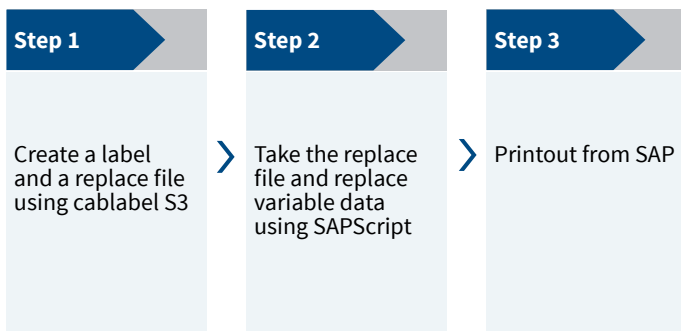 Step 1
Create a label
and a replace file
using cablabel S3
Step 2
Take the replace
file and replace
variable data
using SAPScript
Step 3
Printout from SAP